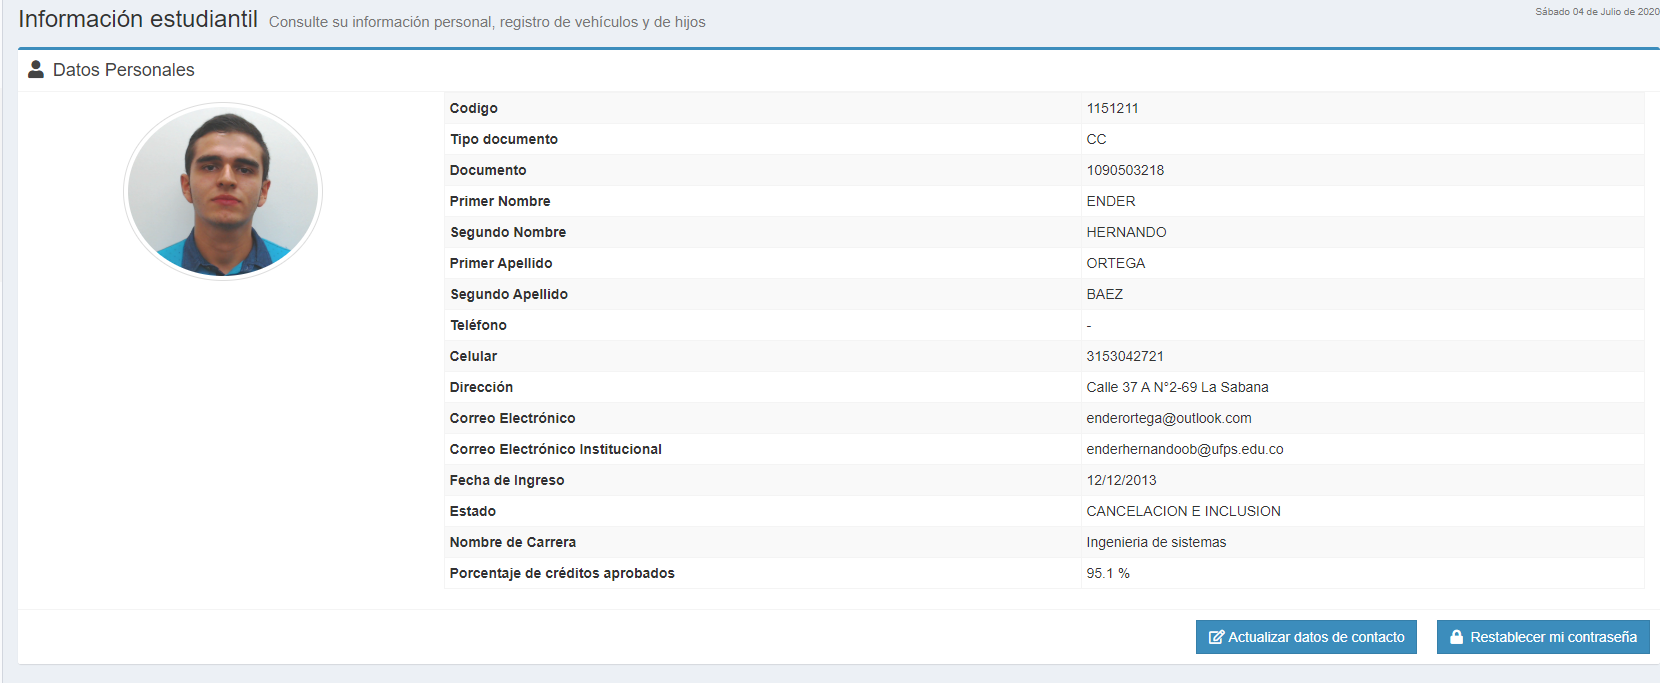 Información estudiantil Consulte su información personal, registro de vehículos y de hijos
Sábado 04 de Julio de 2020
Datos Personales
Codigo 1151211
Tipo documento CC
Documento 1090503218
Primer Nombre ENDER
Segundo Nombre HERNANDO
Primer Apellido ORTEGA
Segundo Apellido BAEZ
Teléfono -
Celular 3153042721
Dirección Calle 37 A N°2-69 La Sabana
Correo Electrónico enderortega@outlook.com
Correo Electrónico Institucional enderhernandoob@ufps.edu.co
Fecha de Ingreso 12/12/2013
Estado CANCELACION E INCLUSION
Nombre de Carrera Ingenieria de sistemas
Porcentaje de créditos aprobados 95.1 %
Actualizar datos de contacto Restablecer mi contraseña